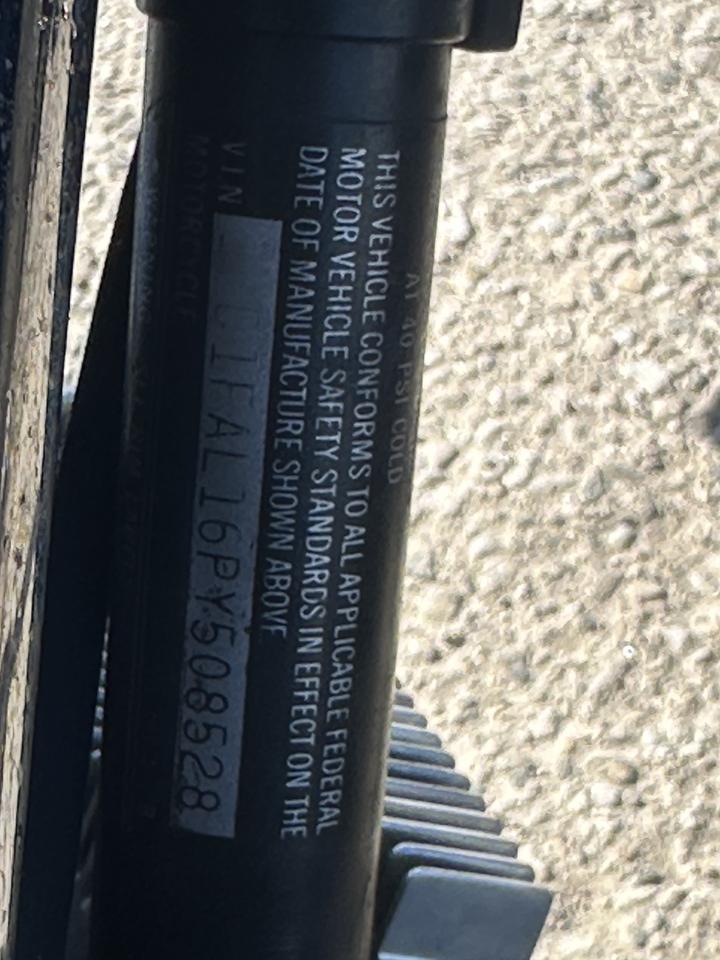 AT 40 PSI COLD
THIS VEHICLE CONFORMS TO ALL APPLICABLE FEDERAL
MOTOR VEHICLE SAFETY STANDARDS IN EFFECT ON THE
DATE OF MANUFACTURE SHOWN ABOVE
VIN C1FAL16PY508528
MOTORCYCLE